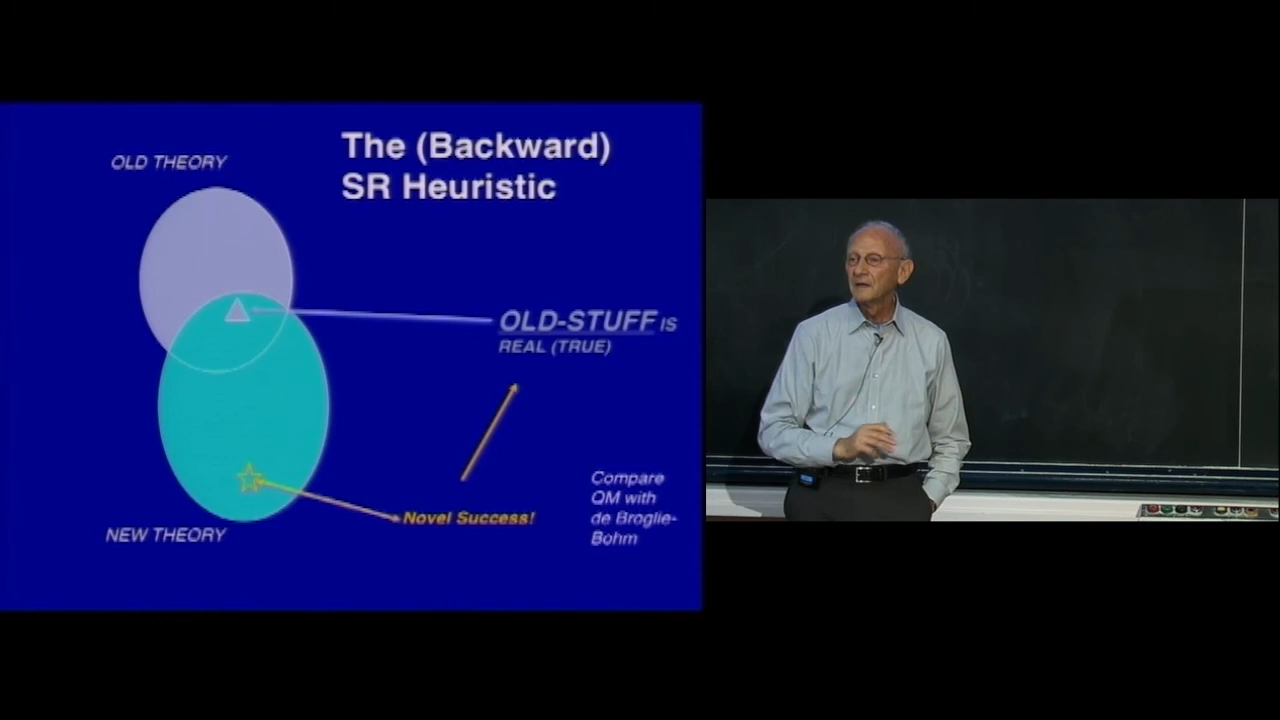 The (Backward)
SR Heuristic
OLD THEORY
OLD-STUFF IS
REAL (TRUE)
Compare
QM with
de Broglie-
Bohm
Novel Success!
NEW THEORY